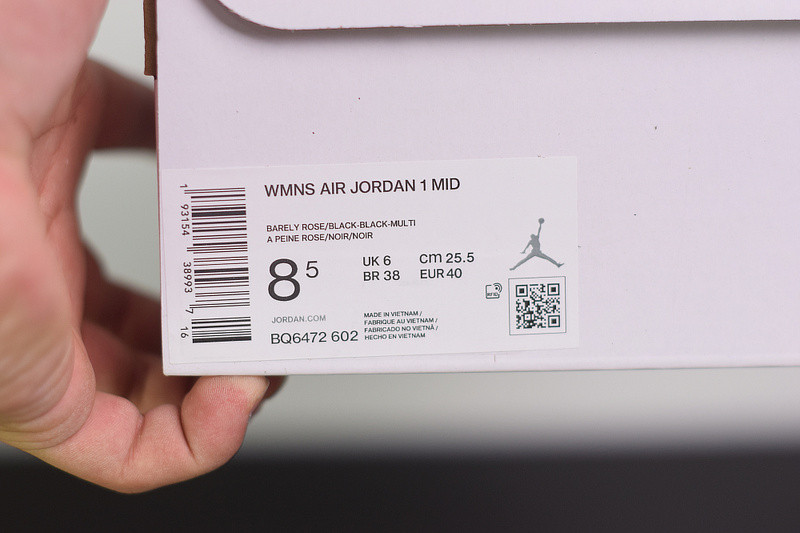 WMNS AIR JORDAN 1 MID
BARELY ROSE/BLACK-BLACK-MULTI
A PEINE ROSE/NOIR/NOIR
8 5
UK 6 CM 25.5
BR 38 EUR 40
JORDAN.COM
BQ6472 602
MADE IN VIETNAM /
FABRIQUE AU VIETNAM /
FABRICADO NO VIETNÃ /
HECHO EN VIETNAM
RFID
1 93154 38993 7 16